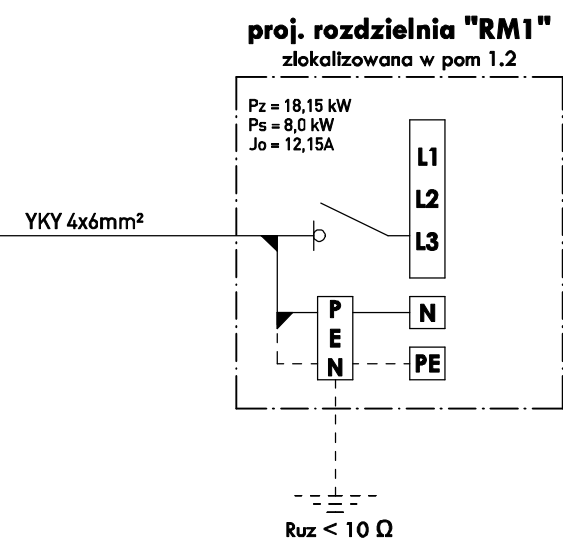 proj. rozdzielnia "RM1"
zlokalizowana w pom 1.2
Pz = 18,15 kW
Ps = 8,0 kW
Jo = 12,15A
L1
L2
L3
YKY 4x6mm²
P
E
N
N
PE
Ruz < 10 Ω